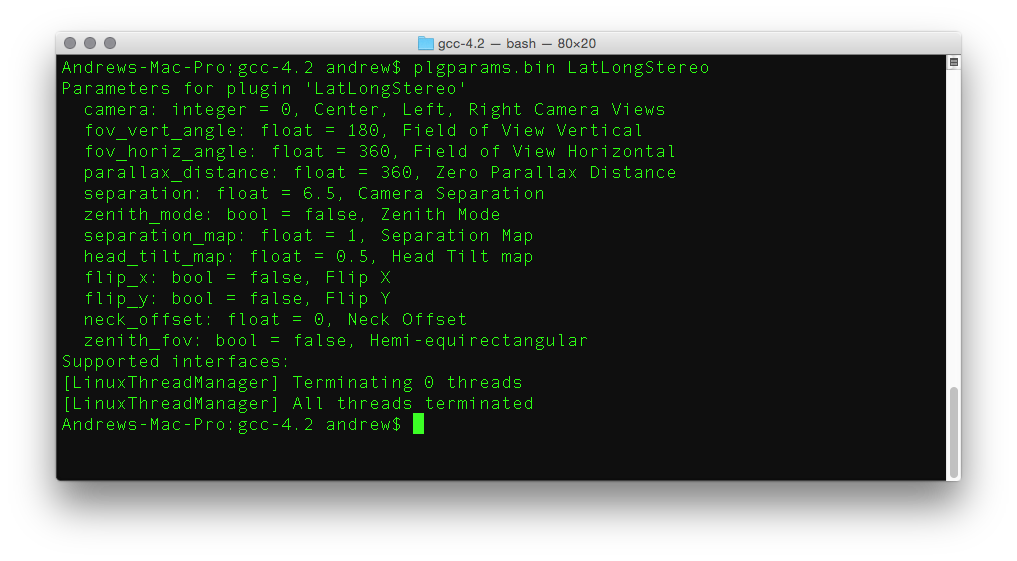 gcc-4.2 — bash — 80×20
Andrews-Mac-Pro:gcc-4.2 andrew$ plgparams.bin LatLongStereo
Parameters for plugin 'LatLongStereo'
  camera: integer = 0, Center, Left, Right Camera Views
  fov_vert_angle: float = 180, Field of View Vertical
  fov_horiz_angle: float = 360, Field of View Horizontal
  parallax_distance: float = 360, Zero Parallax Distance
  separation: float = 6.5, Camera Separation
  zenith_mode: bool = false, Zenith Mode
  separation_map: float = 1, Separation Map
  head_tilt_map: float = 0.5, Head Tilt map
  flip_x: bool = false, Flip X
  flip_y: bool = false, Flip Y
  neck_offset: float = 0, Neck Offset
  zenith_fov: bool = false, Hemi-equirectangular
Supported interfaces:
[LinuxThreadManager] Terminating 0 threads
[LinuxThreadManager] All threads terminated
Andrews-Mac-Pro:gcc-4.2 andrew$